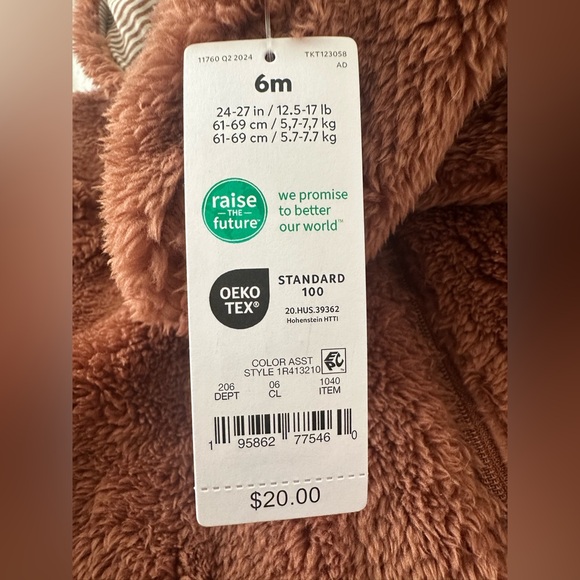 11760 Q2 2024 TKT123058
AD
6m
24-27 in / 12.5-17 lb
61-69 cm / 5,7-7,7 kg
61-69 cm / 5.7-7.7 kg
raise
THE
future™
we promise
to better
our world™
OEKO
TEX®
STANDARD
100
20.HUS.39362
Hohenstein HTTI
COLOR ASST
STYLE 1R413210
EPC
206 06 1040
DEPT CL ITEM
1 95862 77546 0
$20.00